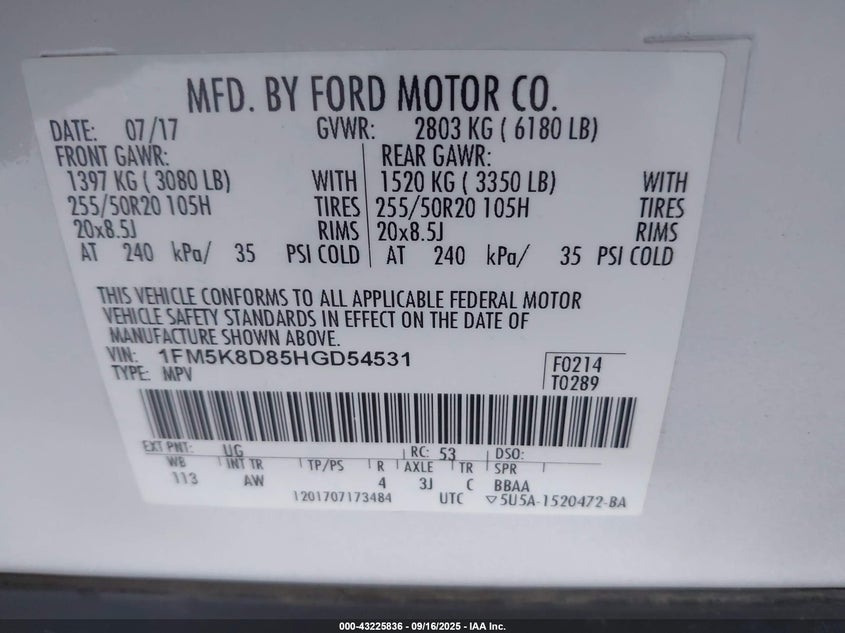 MFD. BY FORD MOTOR CO.
DATE: 07/17 GVWR: 2803 KG ( 6180 LB)
FRONT GAWR: REAR GAWR:
1397 KG ( 3080 LB) WITH 1520 KG ( 3350 LB) WITH
255/50R20 105H TIRES 255/50R20 105H TIRES
20x8.5J RIMS 20x8.5J RIMS
AT 240 kPa/ 35 PSI COLD AT 240 kPa/ 35 PSI COLD
THIS VEHICLE CONFORMS TO ALL APPLICABLE FEDERAL MOTOR
VEHICLE SAFETY STANDARDS IN EFFECT ON THE DATE OF
MANUFACTURE SHOWN ABOVE.
VIN: 1FM5K8D85HGD54531 F0214
TYPE: MPV T0289
EXT PNT: UG RC: 53 DSO:
WB INT TR TP/PS R AXLE TR SPR
113 AW 4 3J C BBAA
1201707173484 UTC ▽5U5A-1520472-BA
000-43225836 - 09/16/2025 - IAA Inc.